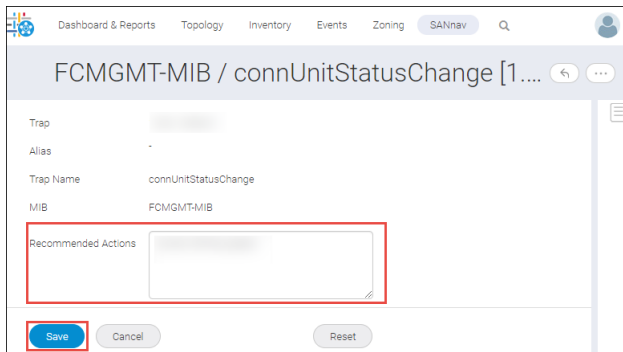 Dashboard & Reports Topology Inventory Events Zoning SANnav
FCMGMT-MIB / connUnitStatusChange [1....
Trap
Alias -
Trap Name connUnitStatusChange
MIB FCMGMT-MIB
Recommended Actions
Save Cancel Reset